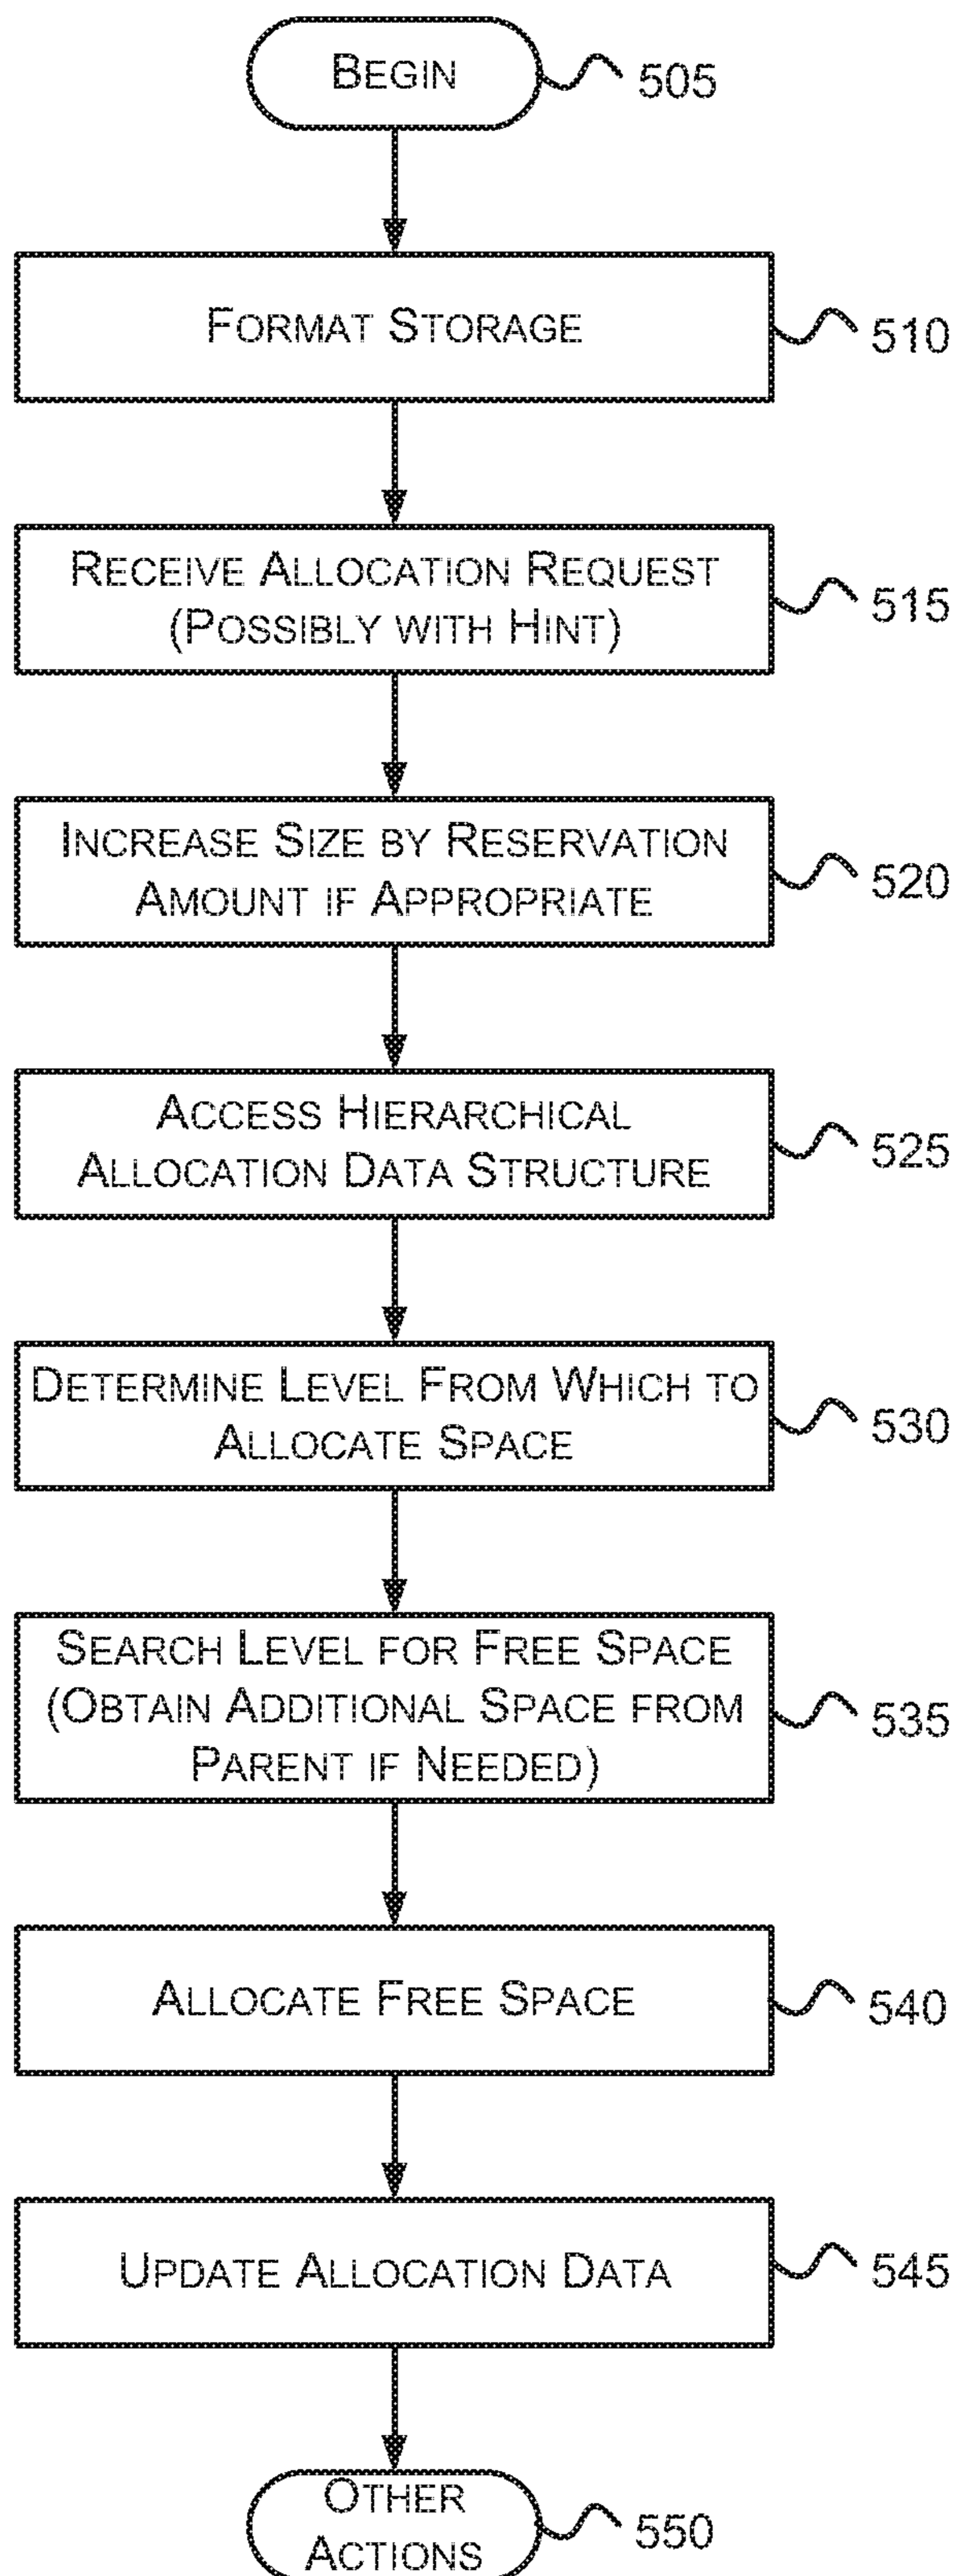 BEGIN
505
FORMAT STORAGE
510
RECEIVE ALLOCATION REQUEST
(POSSIBLY WITH HINT)
515
INCREASE SIZE BY RESERVATION
AMOUNT IF APPROPRIATE
520
ACCESS HIERARCHICAL
ALLOCATION DATA STRUCTURE
525
DETERMINE LEVEL FROM WHICH TO
ALLOCATE SPACE
530
SEARCH LEVEL FOR FREE SPACE
(OBTAIN ADDITIONAL SPACE FROM
PARENT IF NEEDED)
535
ALLOCATE FREE SPACE
540
UPDATE ALLOCATION DATA
545
OTHER
ACTIONS
550